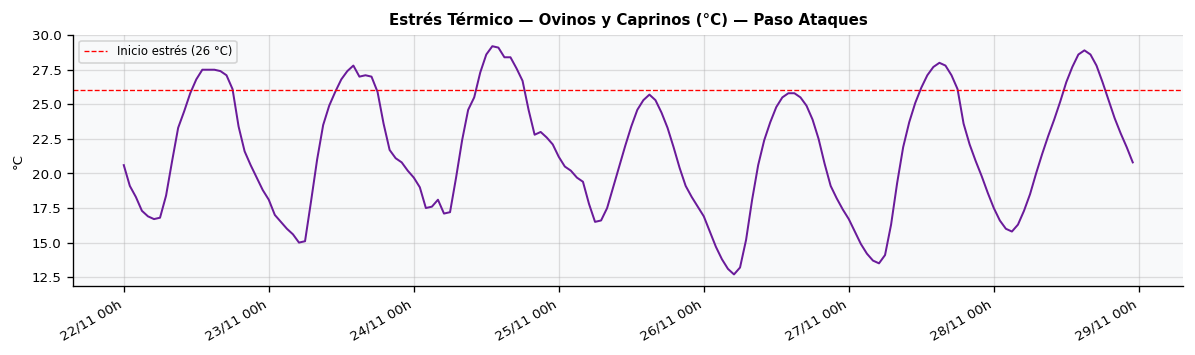 Estrés Térmico — Ovinos y Caprinos (°C) — Paso Ataques
Inicio estrés (26 °C)
°C
30.0
27.5
25.0
22.5
20.0
17.5
15.0
12.5
22/11 00h
23/11 00h
24/11 00h
25/11 00h
26/11 00h
27/11 00h
28/11 00h
29/11 00h